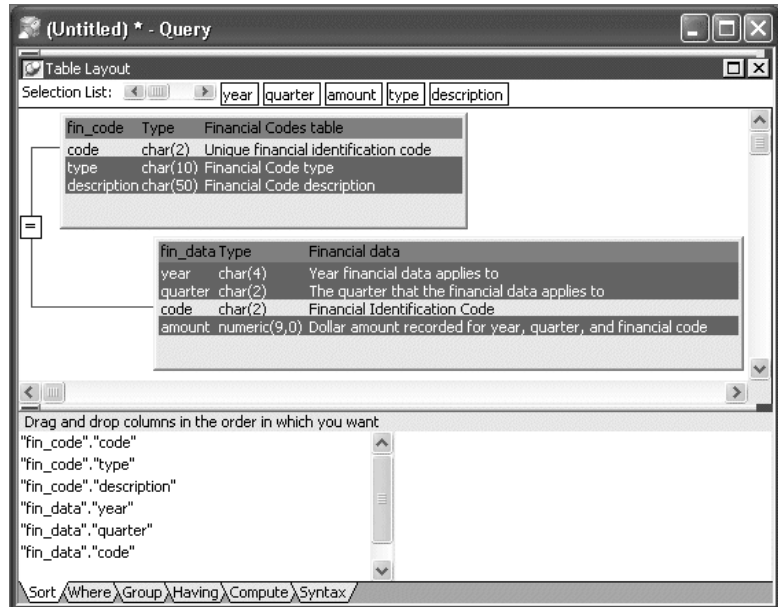 (Untitled) * - Query
Table Layout
Selection List: year quarter amount type description
fin_code Type Financial Codes table
code char(2) Unique financial identification code
type char(10) Financial Code type
description char(50) Financial Code description
=
fin_data Type Financial data
year char(4) Year financial data applies to
quarter char(2) The quarter that the financial data applies to
code char(2) Financial Identification Code
amount numeric(9,0) Dollar amount recorded for year, quarter, and financial code
Drag and drop columns in the order in which you want
"fin_code"."code"
"fin_code"."type"
"fin_code"."description"
"fin_data"."year"
"fin_data"."quarter"
"fin_data"."code"
Sort Where Group Having Compute Syntax